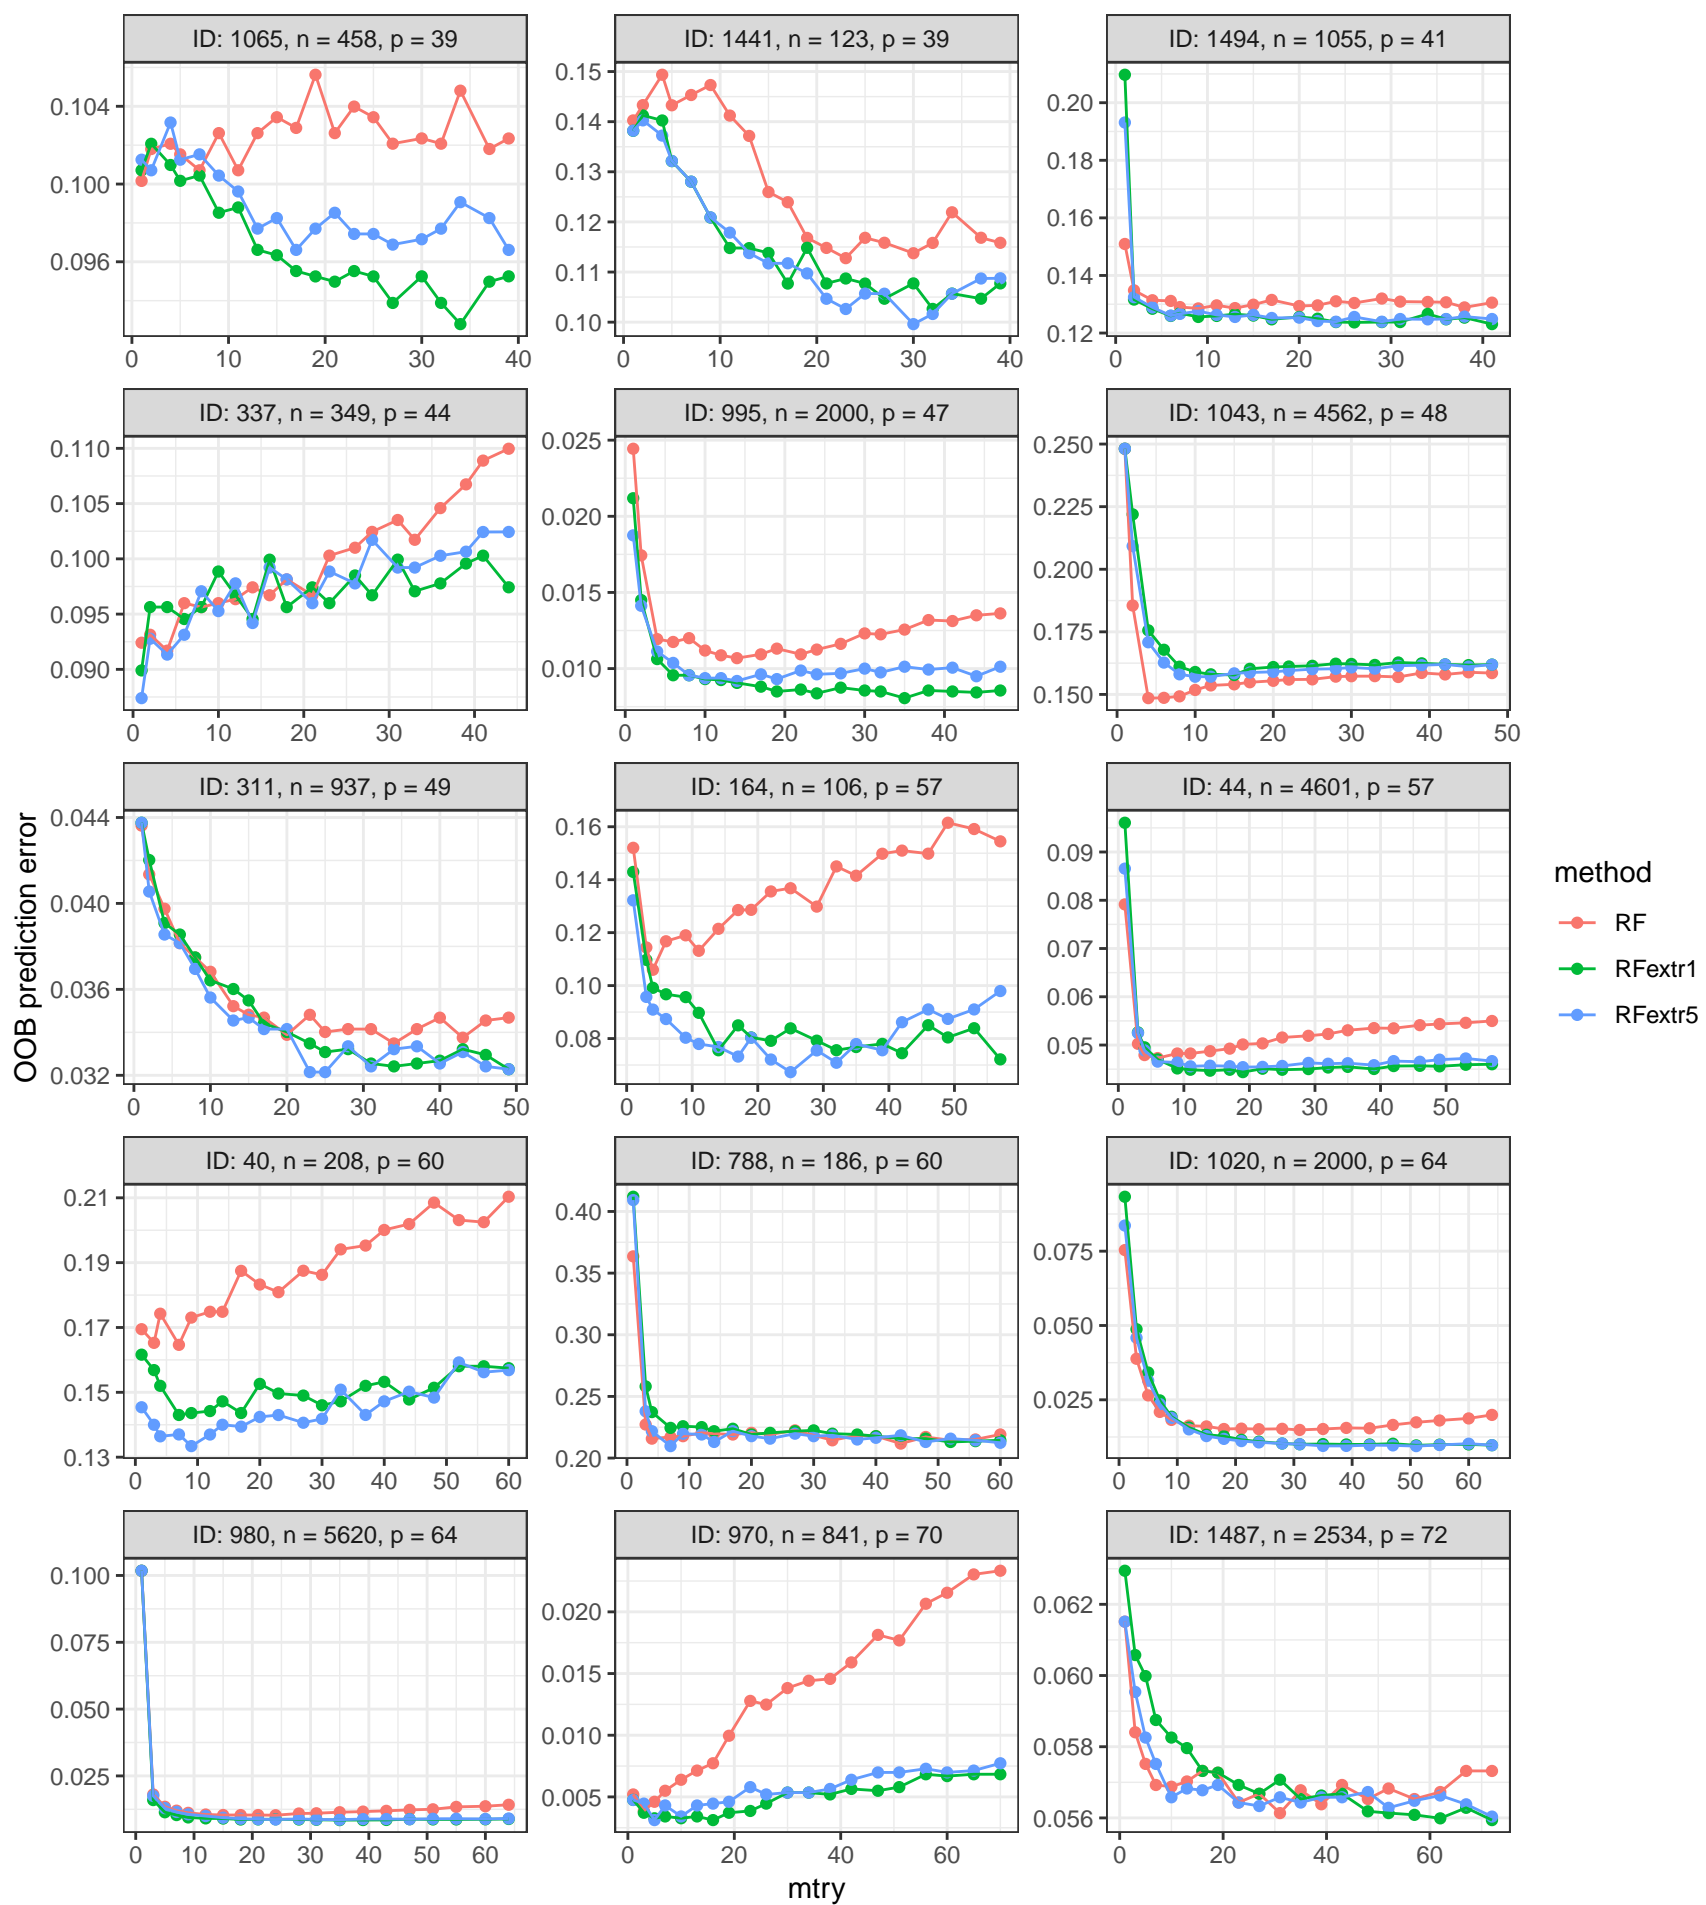 ID: 1065, n = 458, p = 39
ID: 1441, n = 123, p = 39
ID: 1494, n = 1055, p = 41
0.104
0.100
0.096
0 10 20 30 40
0.15
0.14
0.13
0.12
0.11
0.10
0 10 20 30 40
0.20
0.18
0.16
0.14
0.12
0 10 20 30 40
ID: 337, n = 349, p = 44
ID: 995, n = 2000, p = 47
ID: 1043, n = 4562, p = 48
0.110
0.105
0.100
0.095
0.090
0 10 20 30 40
0.025
0.020
0.015
0.010
0 10 20 30 40
0.250
0.225
0.200
0.175
0.150
0 10 20 30 40 50
ID: 311, n = 937, p = 49
ID: 164, n = 106, p = 57
ID: 44, n = 4601, p = 57
0.044
0.040
0.036
0.032
0 10 20 30 40 50
0.16
0.14
0.12
0.10
0.08
0 10 20 30 40 50
0.09
0.08
0.07
0.06
0.05
0 10 20 30 40 50
ID: 40, n = 208, p = 60
ID: 788, n = 186, p = 60
ID: 1020, n = 2000, p = 64
0.21
0.19
0.17
0.15
0.13
0 10 20 30 40 50 60
0.40
0.35
0.30
0.25
0.20
0 10 20 30 40 50 60
0.075
0.050
0.025
0 10 20 30 40 50 60
ID: 980, n = 5620, p = 64
ID: 970, n = 841, p = 70
ID: 1487, n = 2534, p = 72
0.100
0.075
0.050
0.025
0 10 20 30 40 50 60
0.020
0.015
0.010
0.005
0 20 40 60
0.062
0.060
0.058
0.056
0 20 40 60
OOB prediction error
mtry
method
RF
RFextr1
RFextr5